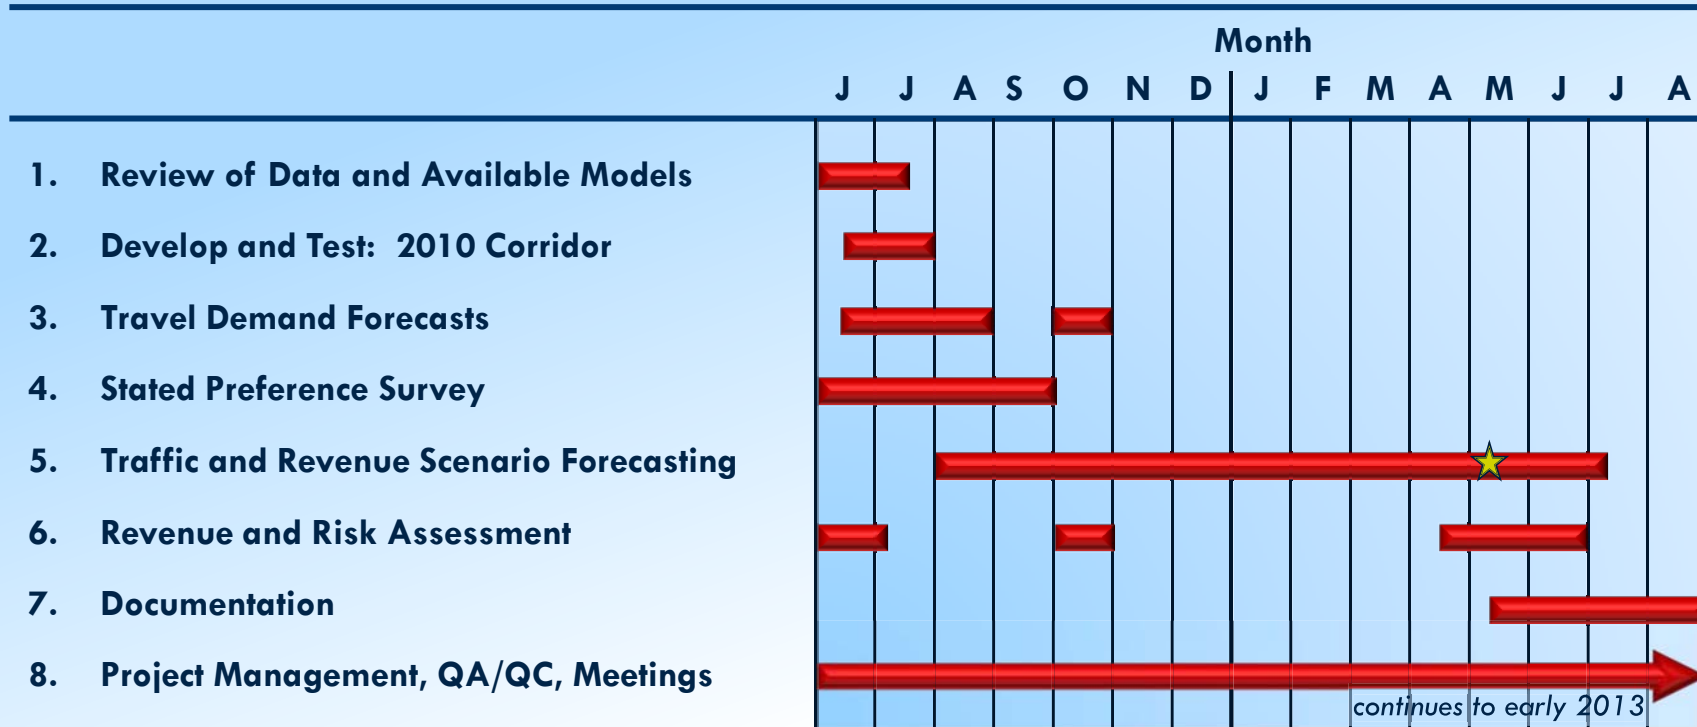 Month
J J A S O N D J F M A M J J A
1. Review of Data and Available Models
2. Develop and Test: 2010 Corridor
3. Travel Demand Forecasts
4. Stated Preference Survey
5. Traffic and Revenue Scenario Forecasting
6. Revenue and Risk Assessment
7. Documentation
8. Project Management, QA/QC, Meetings
continues to early 2013